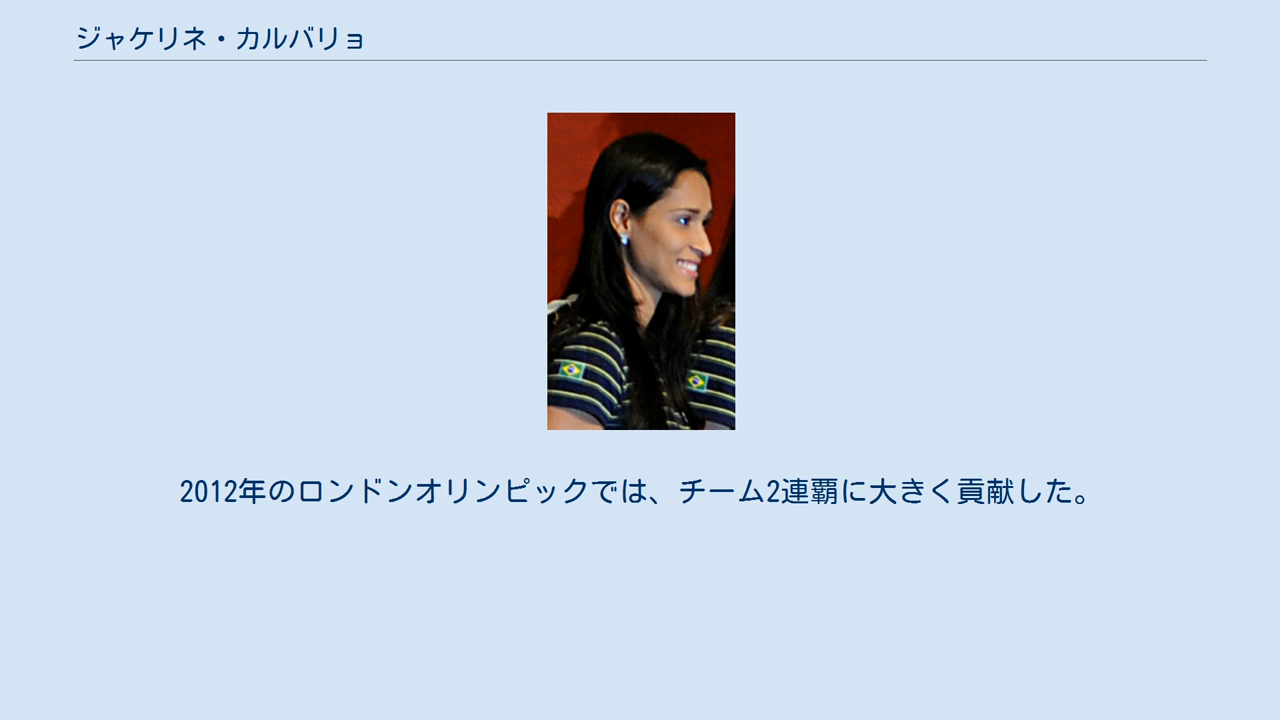 ジャケリネ・カルバリョ
2012年のロンドンオリンピックでは、チーム2連覇に大きく貢献した。